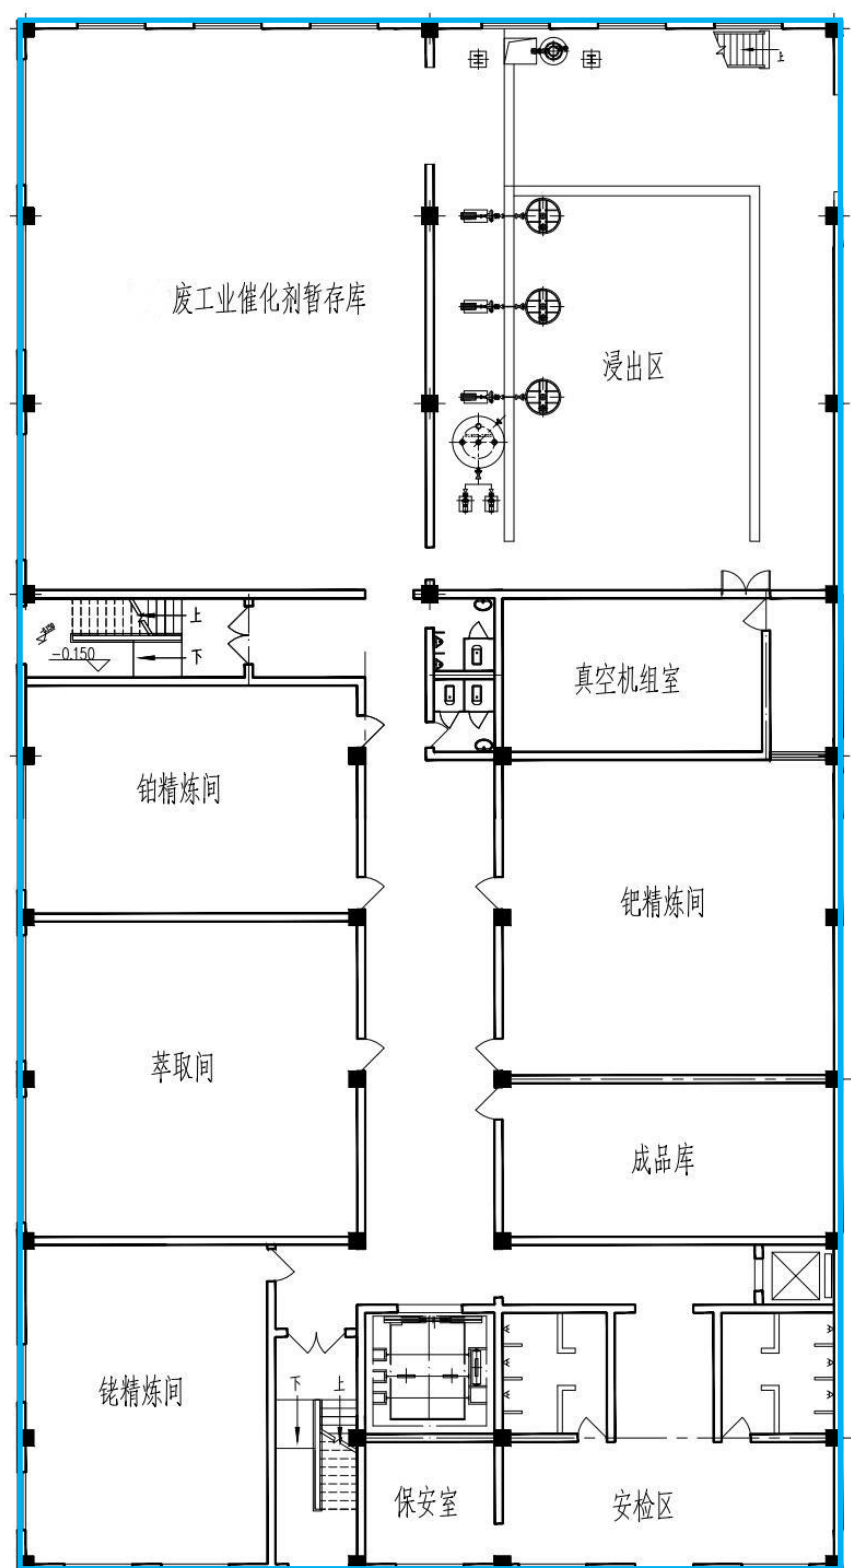 上
废工业催化剂暂存库
浸出区
上
-0.150
下
真空机组室
铂精炼间
钯精炼间
萃取间
成品库
铑精炼间
下 上
保安室
安检区